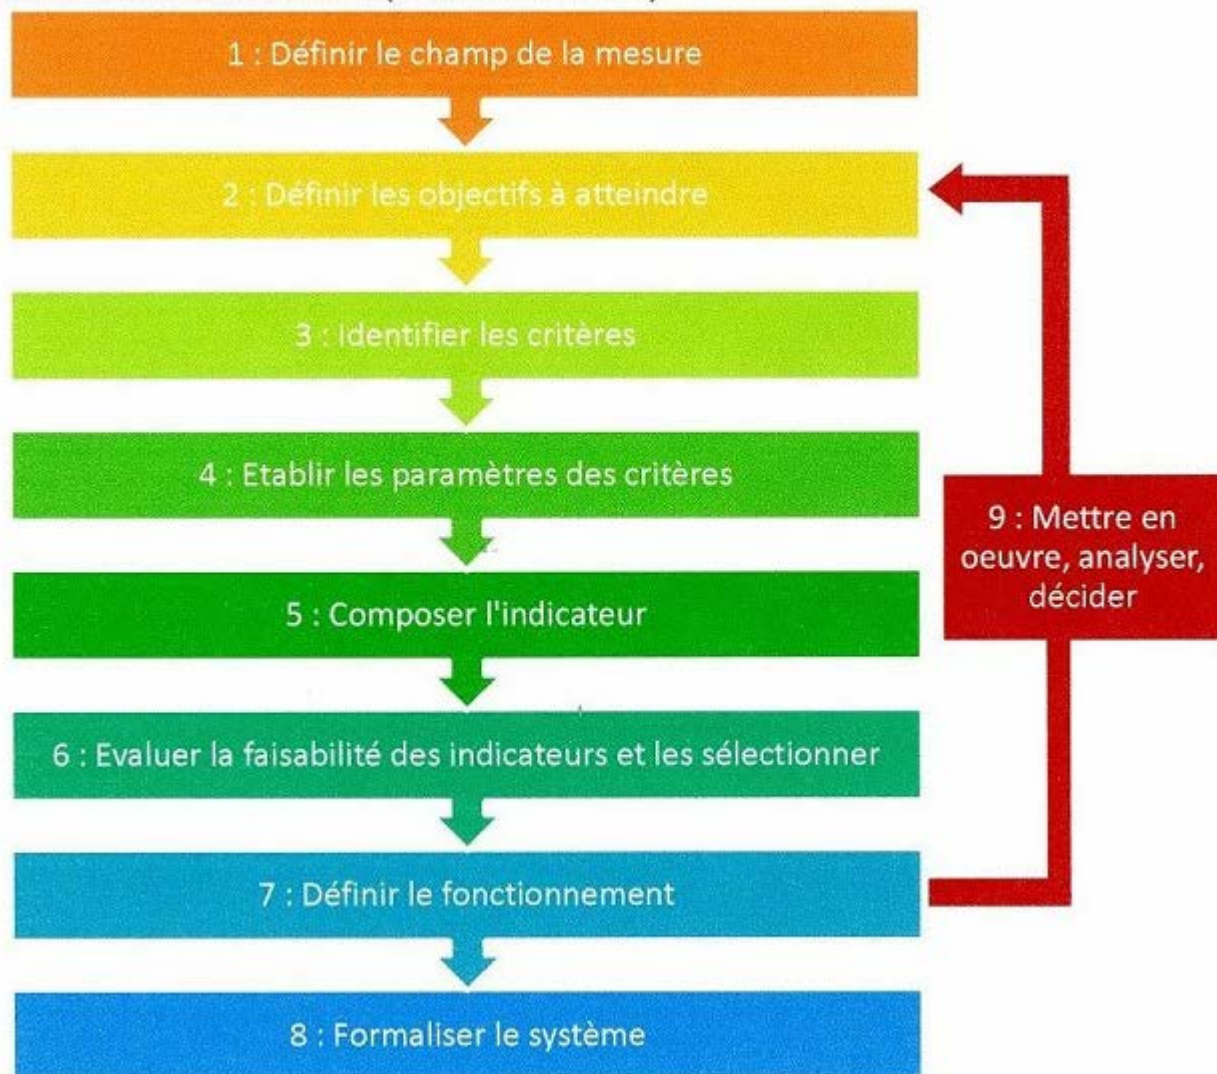 1 : Définir le champ de la mesure
2 : Définir les objectifs à atteindre
3 : Identifier les critères
4 : Etablir les paramètres des critères
5 : Composer l'indicateur
6 : Evaluer la faisabilité des indicateurs et les sélectionner
7 : Définir le fonctionnement
8 : Formaliser le système
9 : Mettre en
oeuvre, analyser,
décider